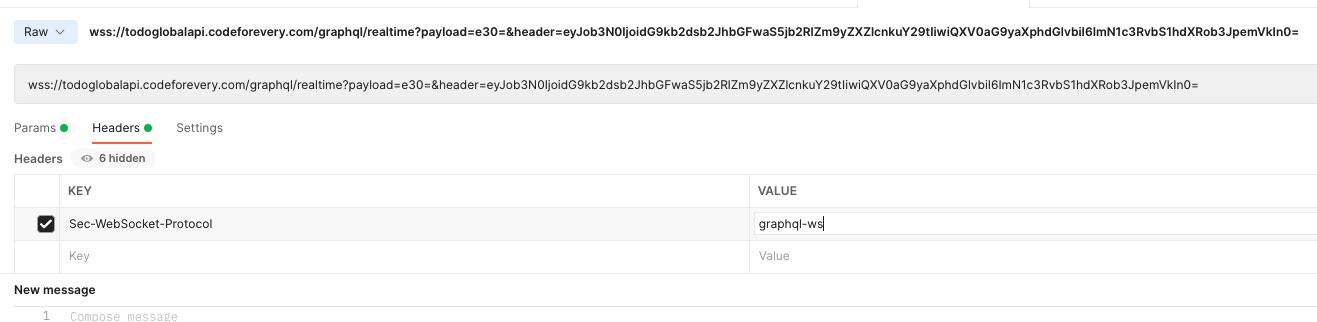 Raw wss://todoglobalapi.codeforevery.com/graphql/realtime?payload=e30=&header=eyJob3N0IjoidG9kb2dsb2JhbGFwaS5jb2RlZm9yZXZlcnkuY29tIiwiQXV0aG9yaXphdGlvbiI6ImN1c3RvbS1hdXRob3JpemVkIn0=
wss://todoglobalapi.codeforevery.com/graphql/realtime?payload=e30=&header=eyJob3N0IjoidG9kb2dsb2JhbGFwaS5jb2RlZm9yZXZlcnkuY29tIiwiQXV0aG9yaXphdGlvbiI6ImN1c3RvbS1hdXRob3JpemVkIn0=
Params Headers Settings
Headers 6 hidden
KEY VALUE
Sec-WebSocket-Protocol graphql-ws
Key Value
New message
1 Compose message